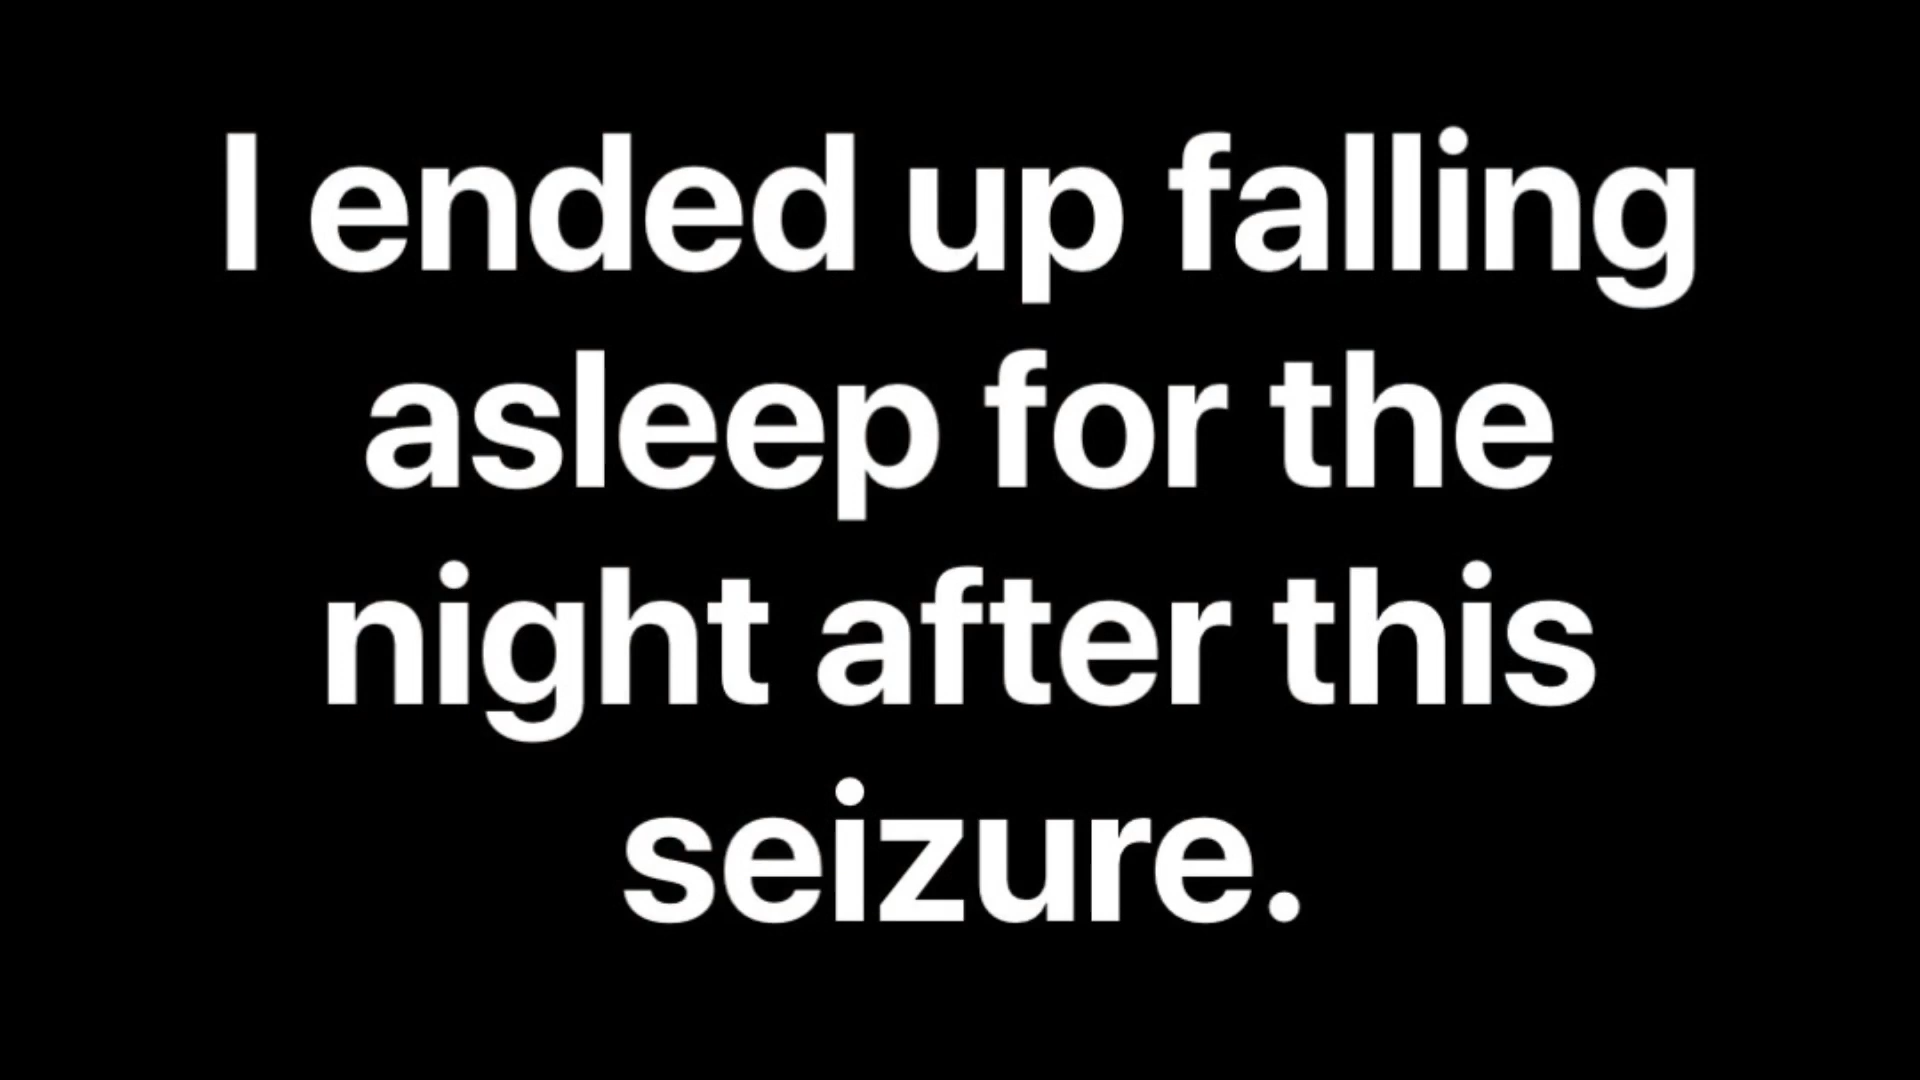 I ended up falling
asleep for the
night after this
seizure.